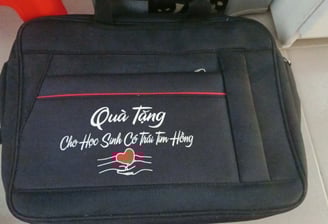 Quà Tặng
Cho Học Sinh Có Trái Tim Hồng